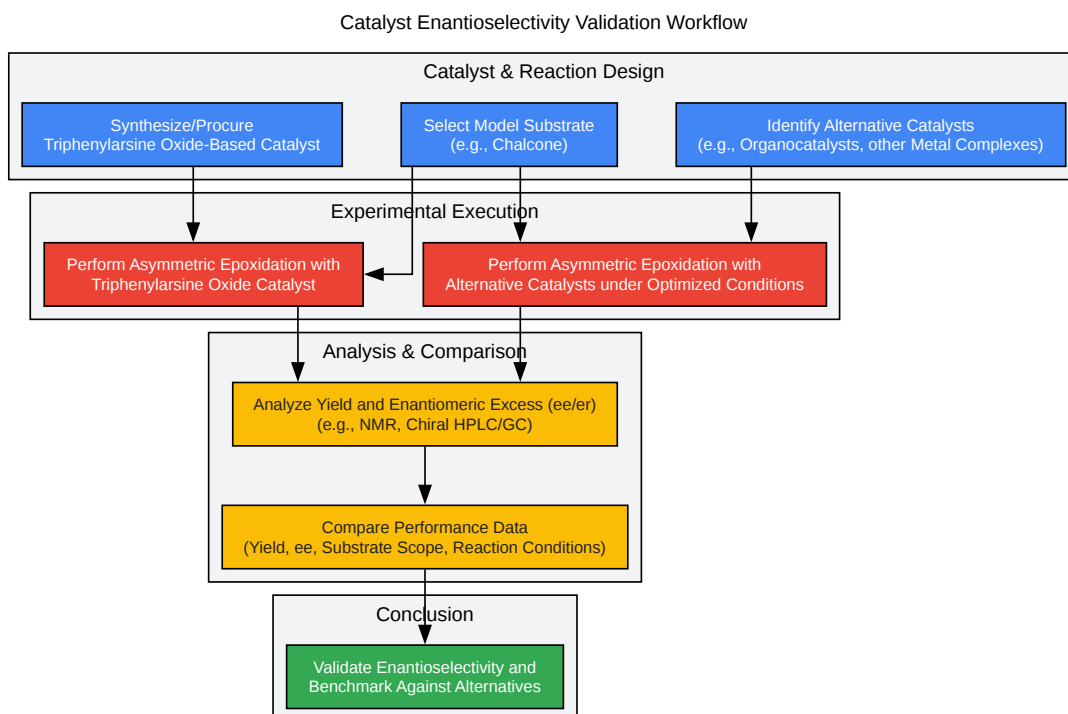 Catalyst Enantioselectivity Validation Workflow
Catalyst & Reaction Design
Synthesize/Procure
Triphenylarsine Oxide-Based Catalyst
Select Model Substrate
(e.g., Chalcone)
Identify Alternative Catalysts
(e.g., Organocatalysts, other Metal Complexes)
Experimental Execution
Perform Asymmetric Epoxidation with
Triphenylarsine Oxide Catalyst
Perform Asymmetric Epoxidation with
Alternative Catalysts under Optimized Conditions
Analysis & Comparison
Analyze Yield and Enantiomeric Excess (ee/er)
(e.g., NMR, Chiral HPLC/GC)
Compare Performance Data
(Yield, ee, Substrate Scope, Reaction Conditions)
Conclusion
Validate Enantioselectivity and
Benchmark Against Alternatives